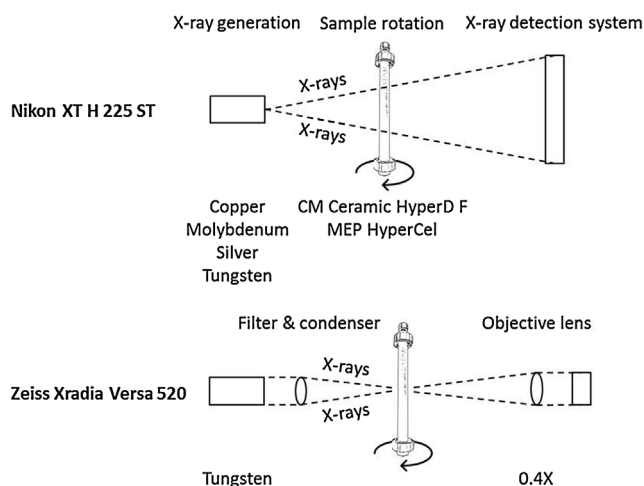 X-ray generation
Sample rotation
X-ray detection system
Nikon XT H 225 ST
X-rays
X-rays
Copper
Molybdenum
Silver
Tungsten
CM Ceramic HyperD F
MEP HyperCel
Filter & condenser
Objective lens
Zeiss Xradia Versa 520
X-rays
X-rays
Tungsten
0.4X